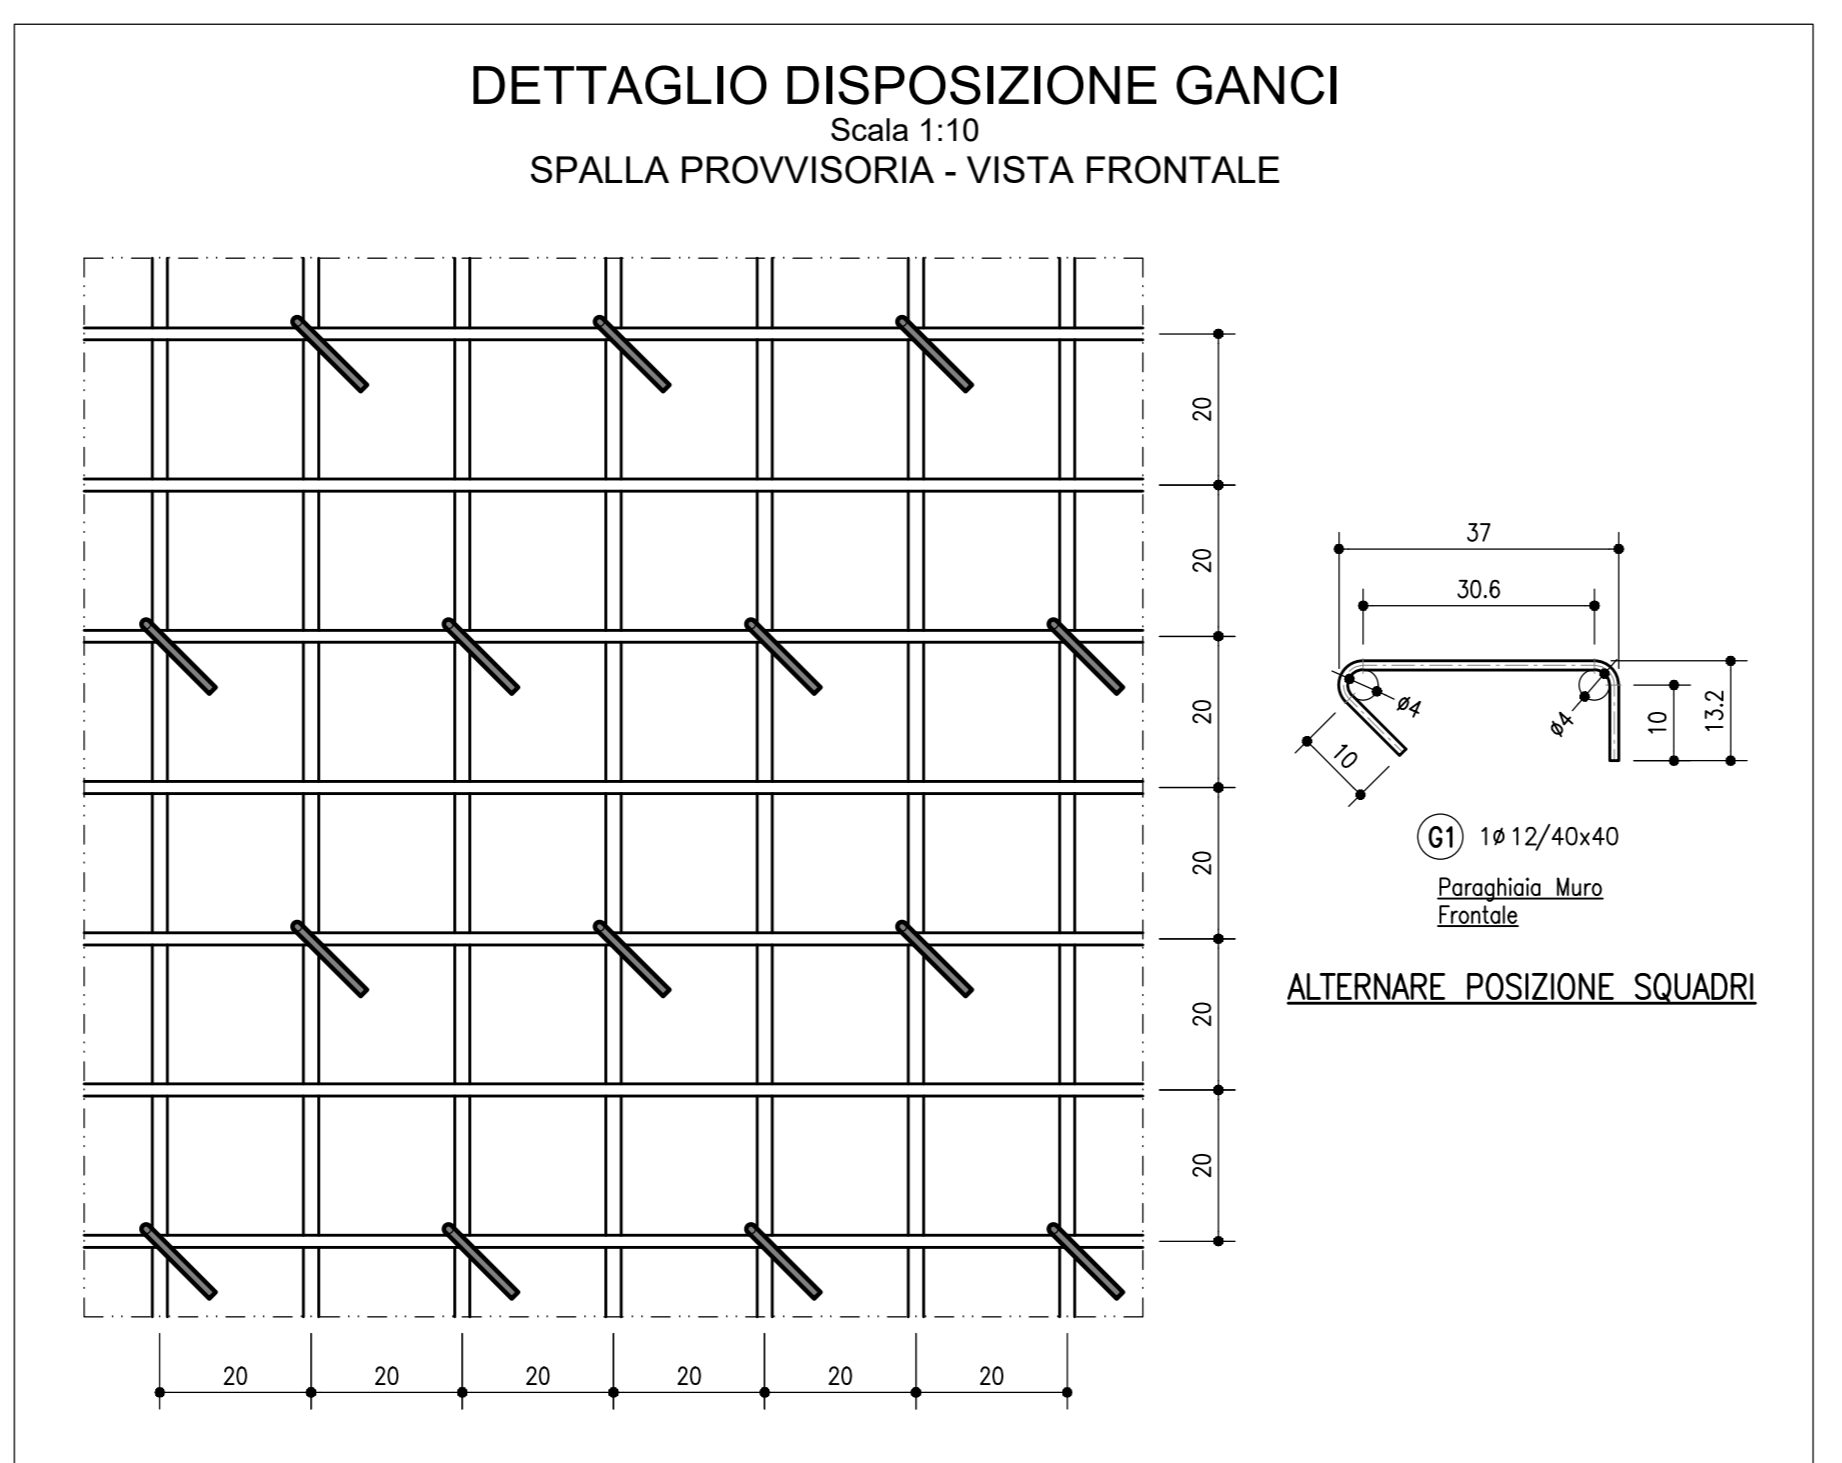 DETTAGLIO DISPOSIZIONE GANCI
Scala 1:10
SPALLA PROVVISORIA - VISTA FRONTALE
20
20
20
20
20
20
20 20 20 20 20 20
37
30.6
ø4
ø4
10
10
13.2
G1 1ø12/40x40
Paraghiaia Muro
Frontale
ALTERNARE POSIZIONE SQUADRI